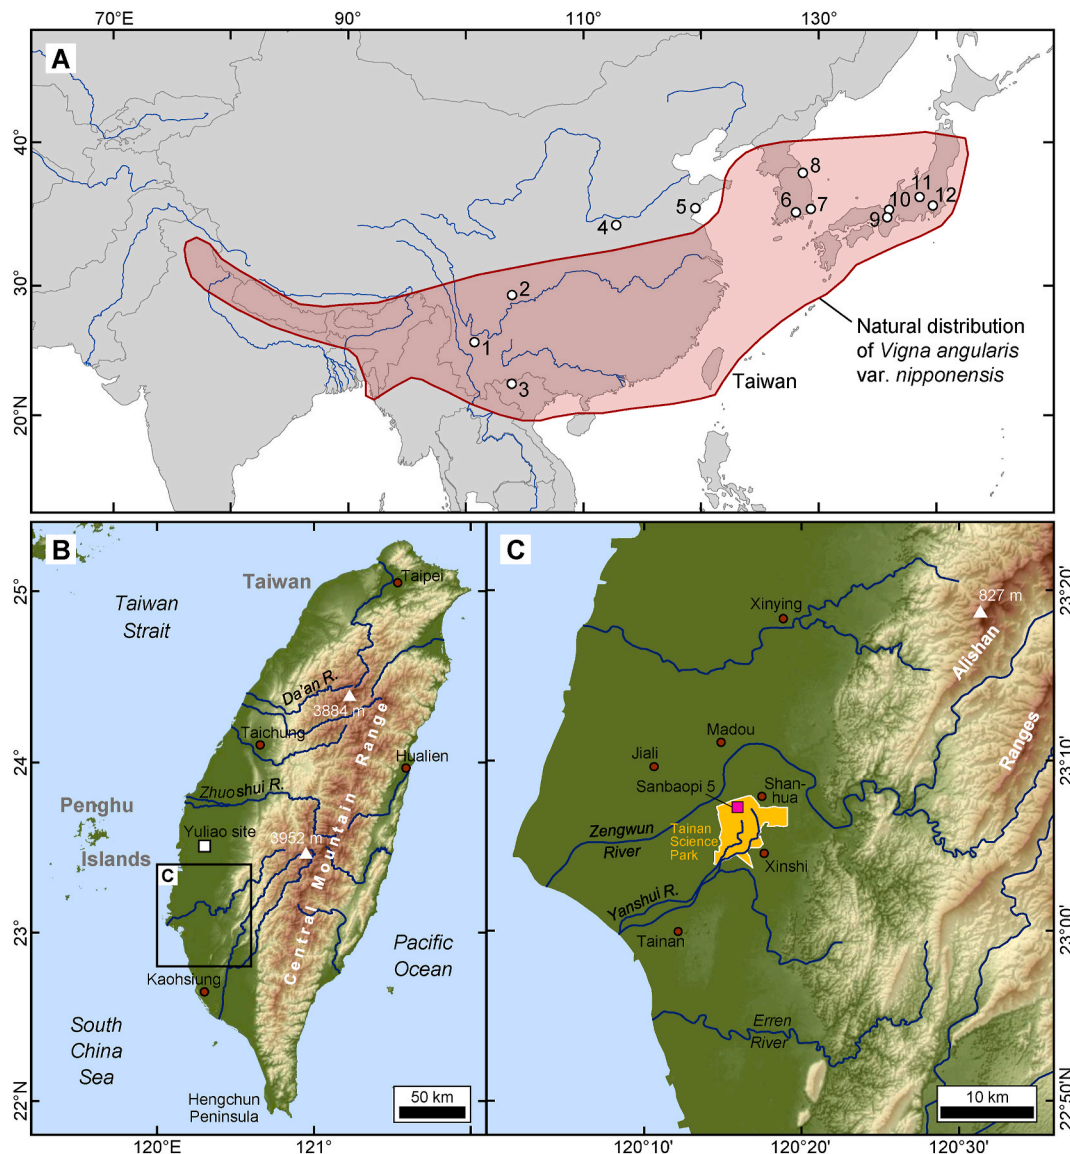 70°E 90° 110° 130°
A
40°
30°
20°N
1
2
3
4
5
6
7
8
9
10
11
12
Natural distribution
of Vigna angularis
var. nipponensis
Taiwan
B
Taiwan
Taipei
Taiwan
Strait
Da'an R.
3884 m
Taichung
Hualien
Zhuoshui R.
Penghu
Islands
Yuliao site
3952 m
Central Mountain Range
C
Pacific
Ocean
Kaohsiung
South
China
Sea
Hengchun
Peninsula
50 km
25°
24°
23°
22°N
120°E 121°
C
Xinying
827 m
Alishan
Ranges
Madou
Jiali
Sanbaopi 5
Shan-
hua
Zengwun
River
Tainan
Science
Park
Xinshi
Yanshui R.
Tainan
Erren
River
10 km
23°20'
23°10'
23°00'
22°50'N
120°10' 120°20' 120°30'